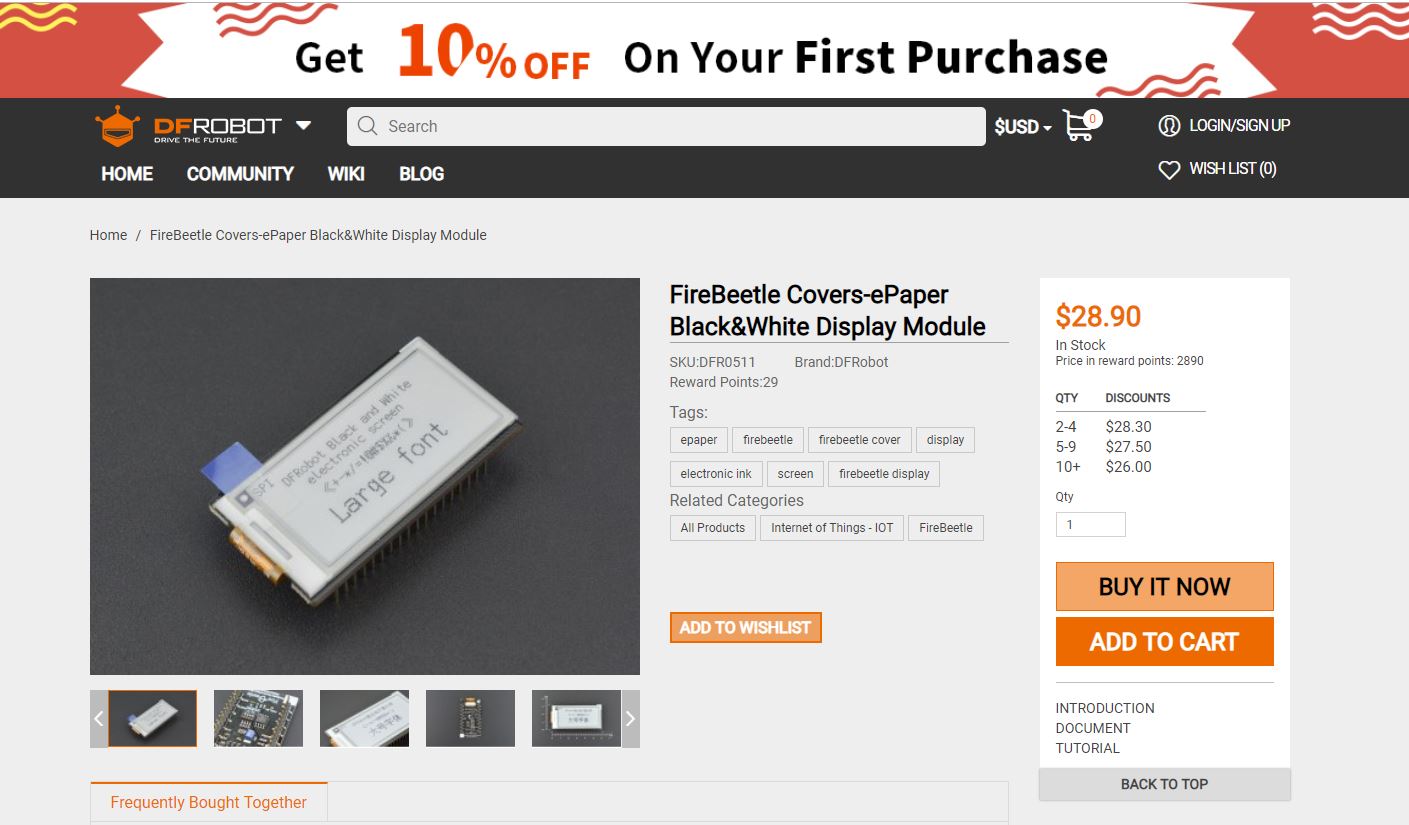 Get 10% OFF On Your First Purchase
DFROBOT
DRIVE THE FUTURE
Search
$USD
0
LOGIN/SIGN UP
HOME
COMMUNITY
WIKI
BLOG
WISH LIST (0)
Home / FireBeetle Covers-ePaper Black&White Display Module
SPI
DFRobot Black and White
electronic screen
Large font
FireBeetle Covers-ePaper
Black&White Display Module
SKU:DFR0511 Brand:DFRobot
Reward Points:29
Tags:
epaper firebeetle firebeetle cover display
electronic ink screen firebeetle display
Related Categories
All Products Internet of Things - IOT FireBeetle
ADD TO WISHLIST
$28.90
In Stock
Price in reward points: 2890
QTY DISCOUNTS
2-4 $28.30
5-9 $27.50
10+ $26.00
Qty
1
BUY IT NOW
ADD TO CART
INTRODUCTION
DOCUMENT
TUTORIAL
BACK TO TOP
Frequently Bought Together